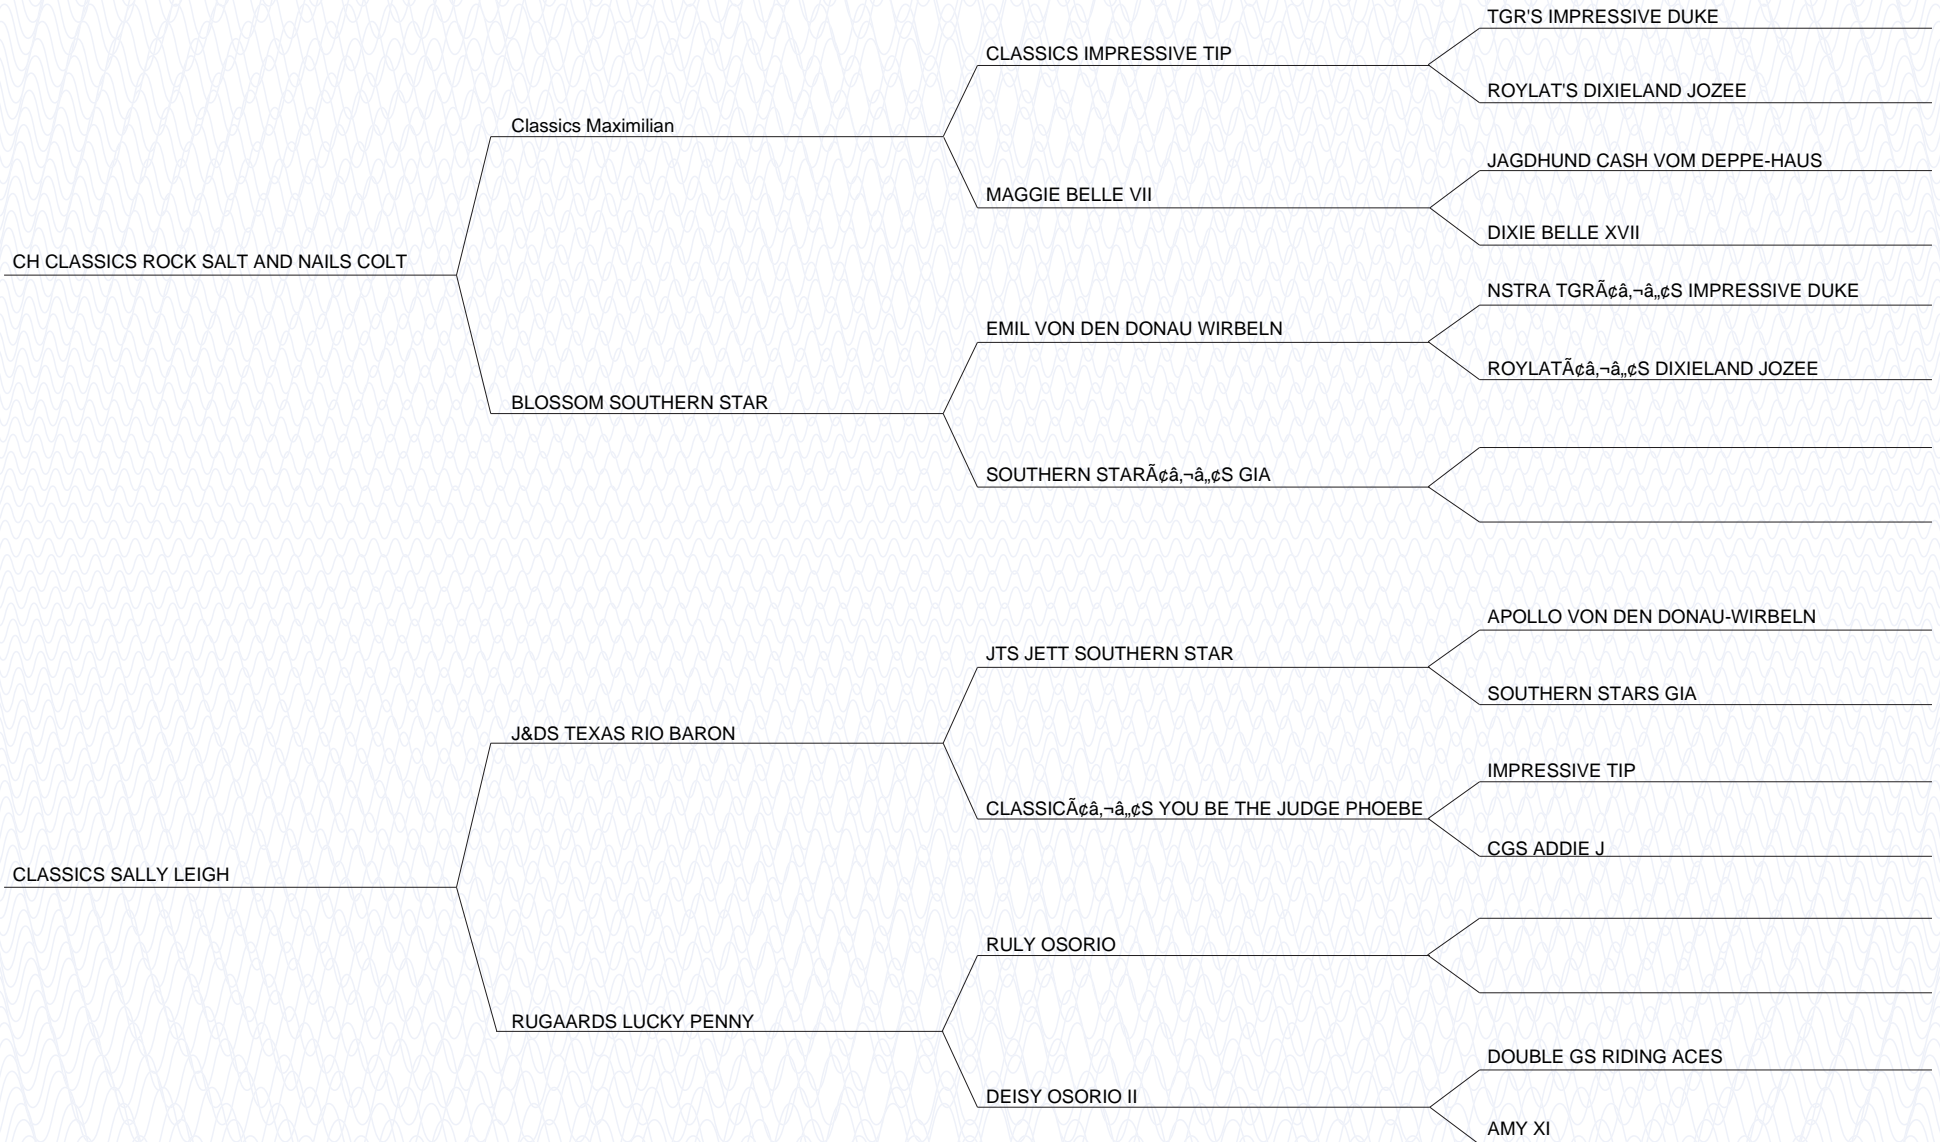 TGR'S IMPRESSIVE DUKE
CLASSICS IMPRESSIVE TIP
ROYLAT'S DIXIELAND JOZEE
Classics Maximilian
JAGDHUND CASH VOM DEPPE-HAUS
MAGGIE BELLE VII
DIXIE BELLE XVII
CH CLASSICS ROCK SALT AND NAILS COLT
NSTRA TGRÃ¢â‚¬â„¢S IMPRESSIVE DUKE
EMIL VON DEN DONAU WIRBELN
ROYLATÃ¢â‚¬â„¢S DIXIELAND JOZEE
BLOSSOM SOUTHERN STAR
SOUTHERN STARÃ¢â‚¬â„¢S GIA
APOLLO VON DEN DONAU-WIRBELN
JTS JETT SOUTHERN STAR
SOUTHERN STARS GIA
J&DS TEXAS RIO BARON
IMPRESSIVE TIP
CLASSICÃ¢â‚¬â„¢S YOU BE THE JUDGE PHOEBE
CGS ADDIE J
CLASSICS SALLY LEIGH
RULY OSORIO
RUGAARDS LUCKY PENNY
DOUBLE GS RIDING ACES
DEISY OSORIO II
AMY XI